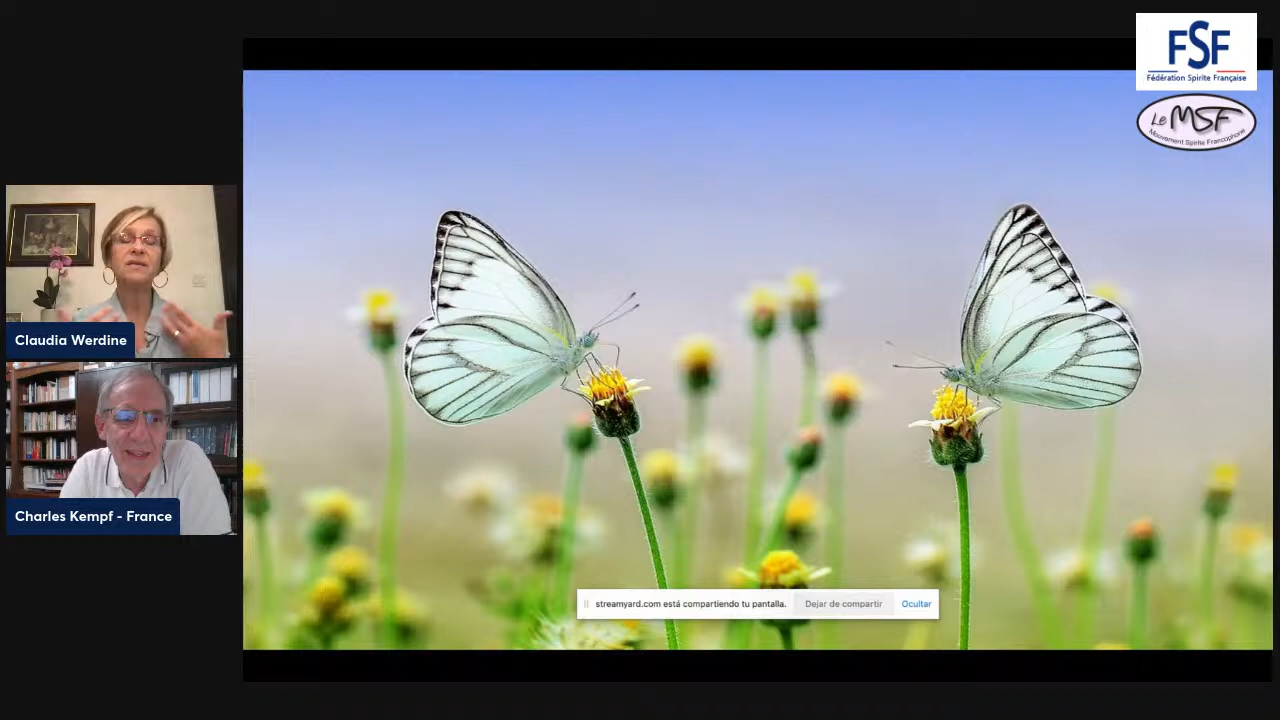 FSF
Fédération Spirite Française
Le MSF
Mouvement Spirite Francophone
Claudia Werdine
Charles Kempf - France
streamyard.com está compartiendo tu pantalla.
Dejar de compartir
Ocultar